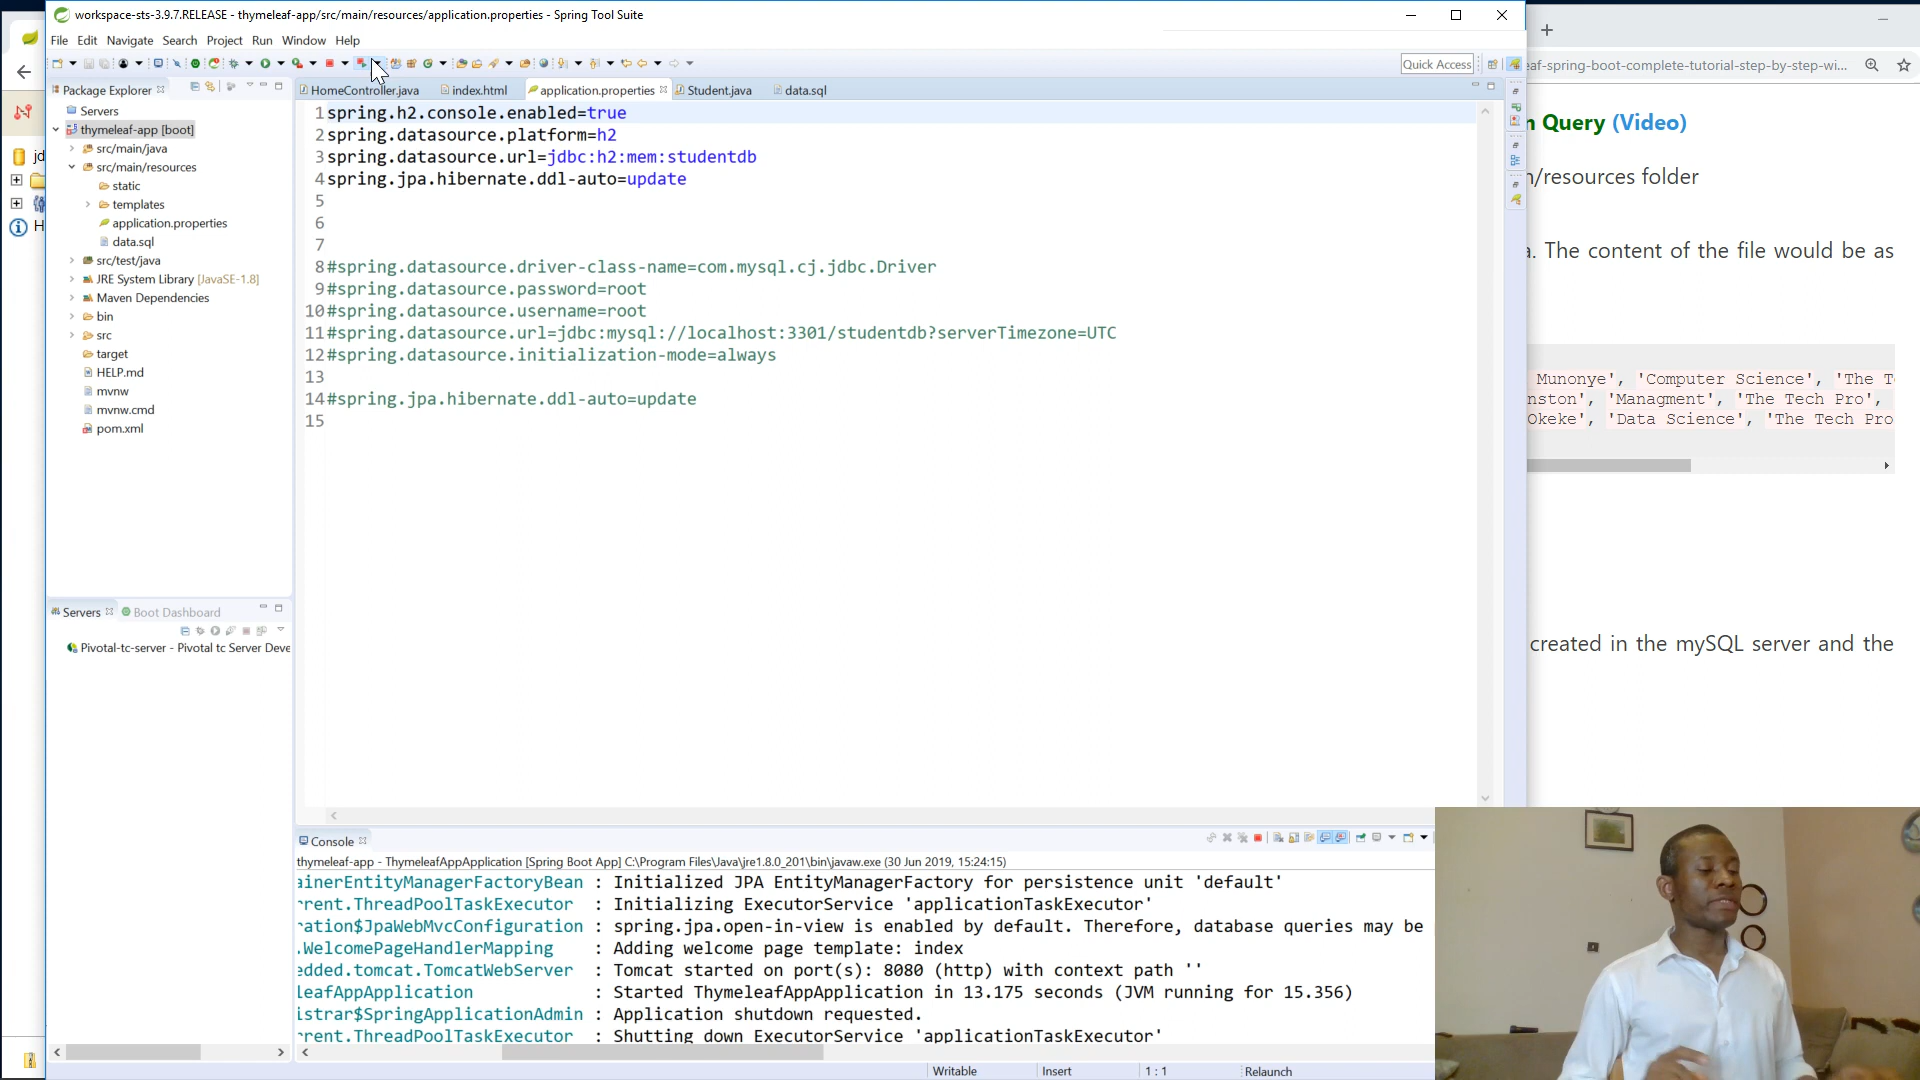 workspace-sts-3.9.7.RELEASE - thymeleaf-app/src/main/resources/application.properties - Spring Tool Suite
File Edit Navigate Search Project Run Window Help
Quick Access
eaf-spring-boot-complete-tutorial-step-by-step-wi...
Package Explorer
HomeController.java index.html application.properties Student.java data.sql
Servers
thymeleaf-app [boot]
src/main/java
src/main/resources
static
templates
application.properties
data.sql
src/test/java
JRE System Library [JavaSE-1.8]
Maven Dependencies
bin
src
target
HELP.md
mvnw
mvnw.cmd
pom.xml
1 spring.h2.console.enabled=true
2 spring.datasource.platform=h2
3 spring.datasource.url=jdbc:h2:mem:studentdb
4 spring.jpa.hibernate.ddl-auto=update
5
6
7
8 #spring.datasource.driver-class-name=com.mysql.cj.jdbc.Driver
9 #spring.datasource.password=root
10 #spring.datasource.username=root
11 #spring.datasource.url=jdbc:mysql://localhost:3301/studentdb?serverTimezone=UTC
12 #spring.datasource.initialization-mode=always
13
14 #spring.jpa.hibernate.ddl-auto=update
15
jd
H
n Query (Video)
n/resources folder
a. The content of the file would be as
Munonye', 'Computer Science', 'The T
nston', 'Managment', 'The Tech Pro',
Okeke', 'Data Science', 'The Tech Pro
created in the mySQL server and the
Servers Boot Dashboard
Pivotal-tc-server - Pivotal tc Server Deve
Console
thymeleaf-app - ThymeleafAppApplication [Spring Boot App] C:\Program Files\Java\jre1.8.0_201\bin\javaw.exe (30 Jun 2019, 15:24:15)
ainerEntityManagerFactoryBean : Initialized JPA EntityManagerFactory for persistence unit 'default'
rrent.ThreadPoolTaskExecutor : Initializing ExecutorService 'applicationTaskExecutor'
ration$JpaWebMvcConfiguration : spring.jpa.open-in-view is enabled by default. Therefore, database queries may be
.WelcomePageHandlerMapping : Adding welcome page template: index
edded.tomcat.TomcatWebServer : Tomcat started on port(s): 8080 (http) with context path ''
leafAppApplication : Started ThymeleafAppApplication in 13.175 seconds (JVM running for 15.356)
istrar$SpringApplicationAdmin : Application shutdown requested.
rrent.ThreadPoolTaskExecutor : Shutting down ExecutorService 'applicationTaskExecutor'
Writable Insert 1 : 1 Relaunch